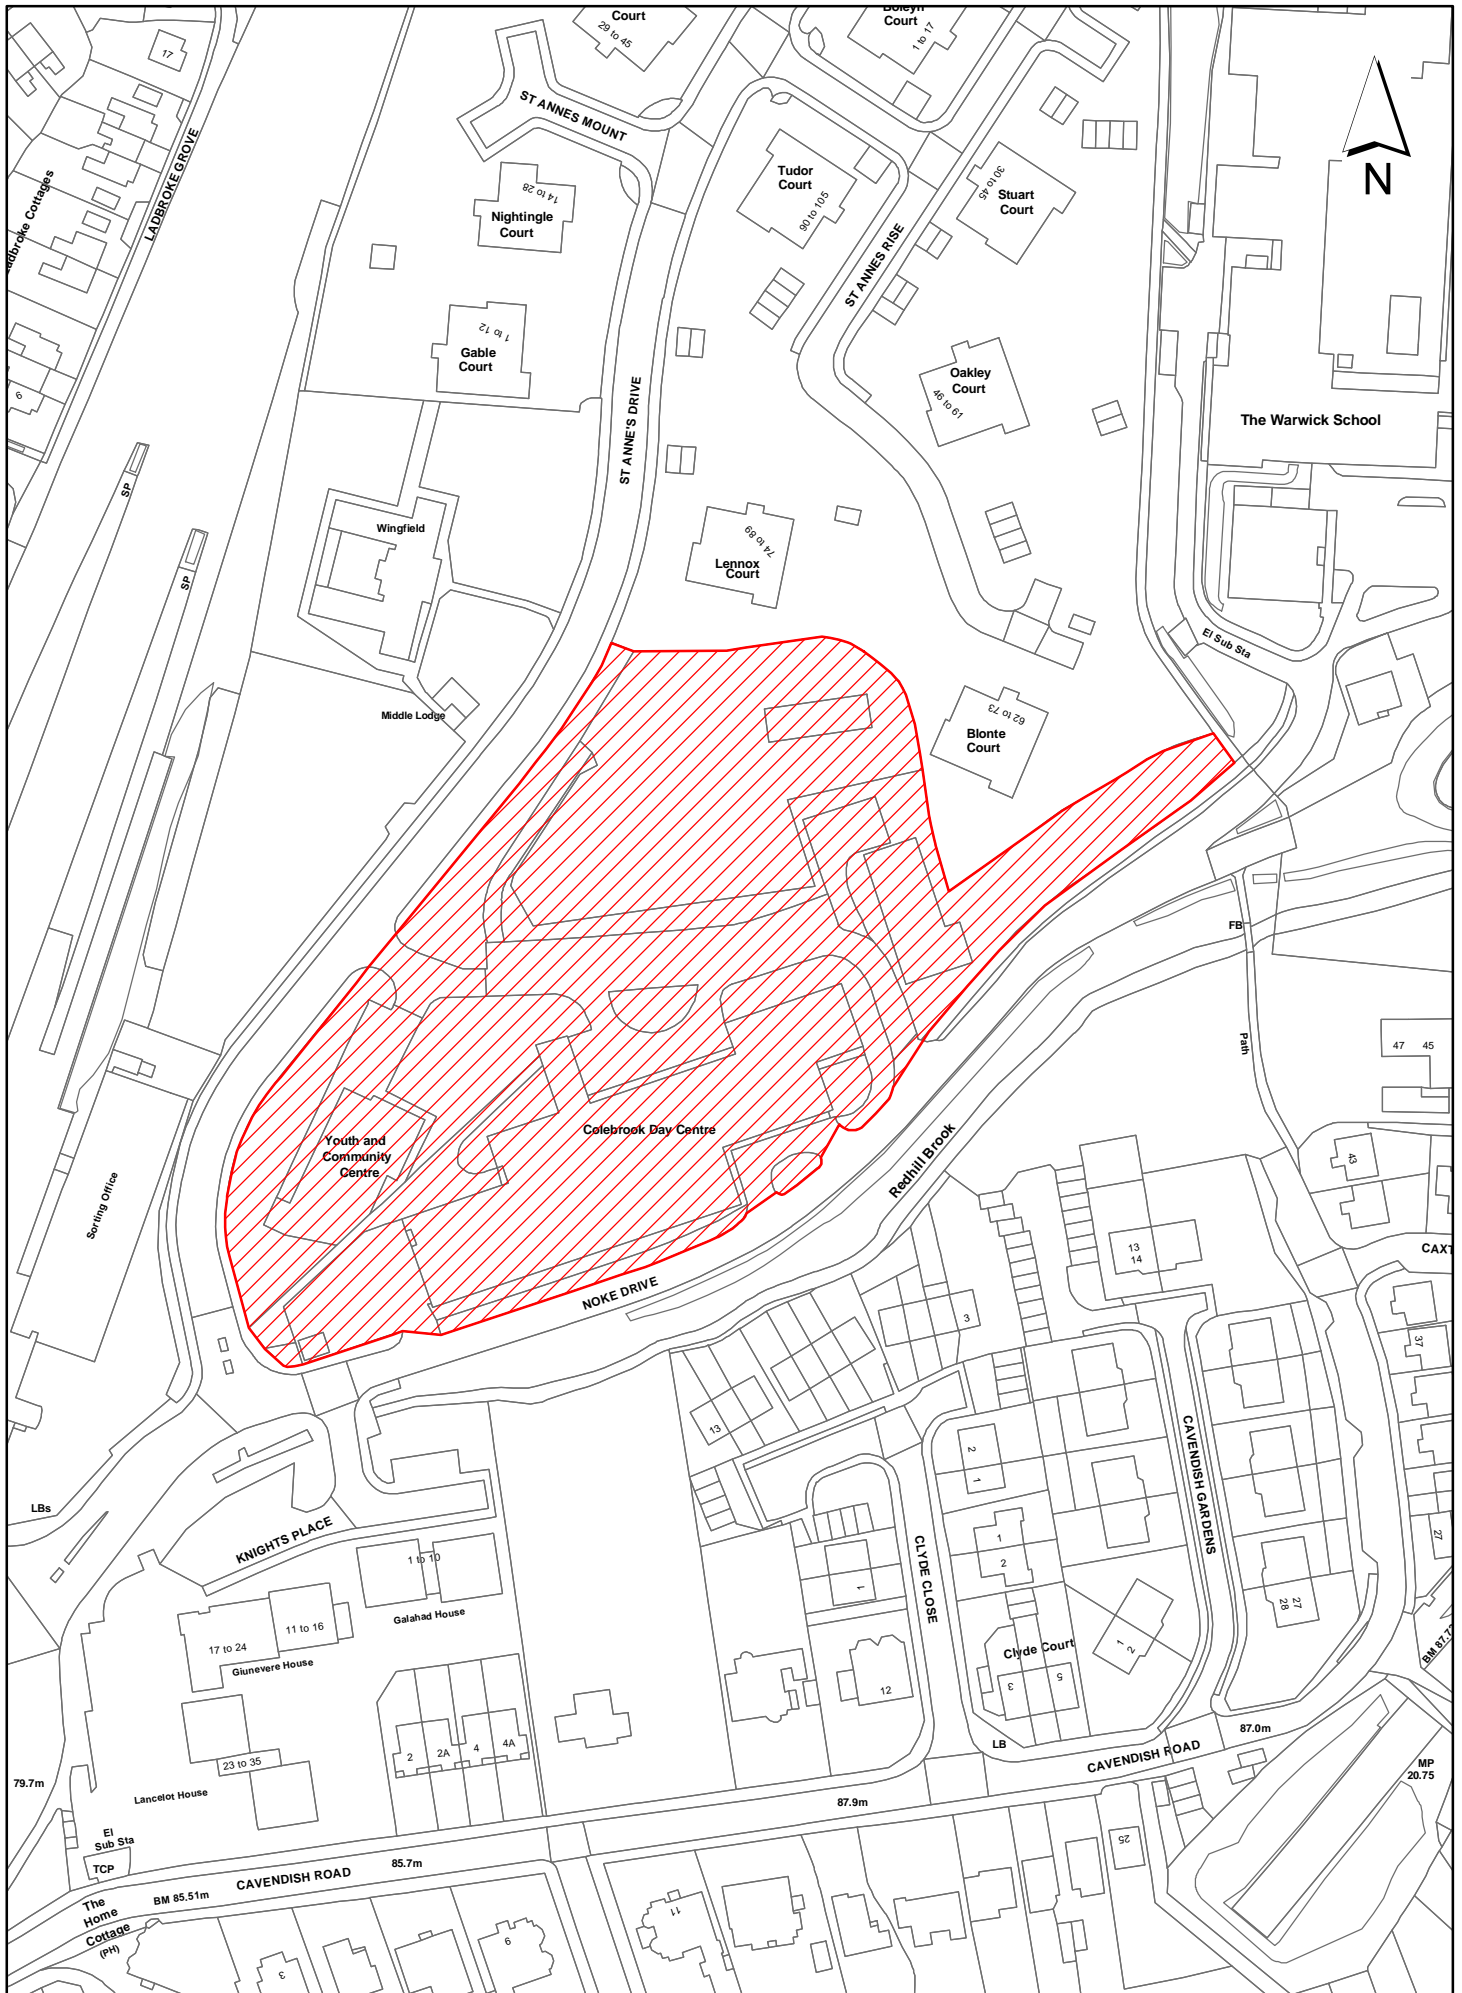 Court
29 to 45
Boleyn
Court
1 to 17
17
ST ANNES MOUNT
LADBROKE GROVE
Ladbroke Cottages
N
Tudor
Court
90 to 105
30 to 45
Stuart
Court
14 to 28
Nightingle
Court
ST ANNES RISE
1 to 12
Gable
Court
ST ANNE'S DRIVE
Oakley
Court
46 to 61
6
The Warwick School
SP
SP
Wingfield
74 to 89
Lennox
Court
El Sub Sta
Middle Lodge
62 to 73
Blonte
Court
FB
Path
47
45
Youth and
Community
Centre
Colebrook Day Centre
Redhill Brook
43
Sorting Office
NOKE DRIVE
13
14
CAXT
3
37
13
2
1
CAVENDISH GARDENS
LBs
KNIGHTS PLACE
1 to 10
Galahad House
11 to 16
17 to 24
Giunevere House
CLYDE CLOSE
1
1
2
27
28
27
1
2
Clyde Court
3
5
12
BM 87.7
LB
87.0m
CAVENDISH ROAD
MP
20.75
2
2A
4
4A
23 to 35
Lancelot House
79.7m
87.9m
El
Sub Sta
TCP
85.7m
CAVENDISH ROAD
BM 85.51m
The
Home
Cottage
(PH)
25
11
9
3